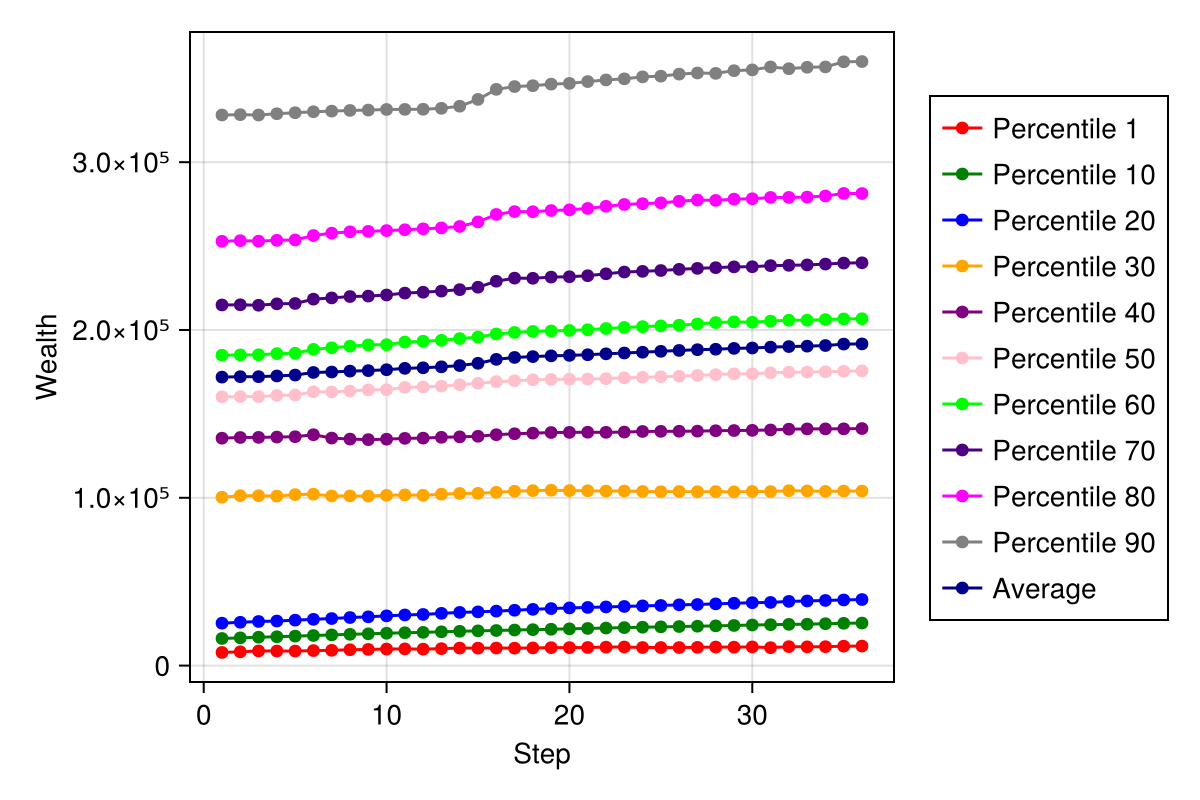 3.0×10⁵
2.0×10⁵
1.0×10⁵
0
Wealth
0 10 20 30
Step
Percentile 1
Percentile 10
Percentile 20
Percentile 30
Percentile 40
Percentile 50
Percentile 60
Percentile 70
Percentile 80
Percentile 90
Average